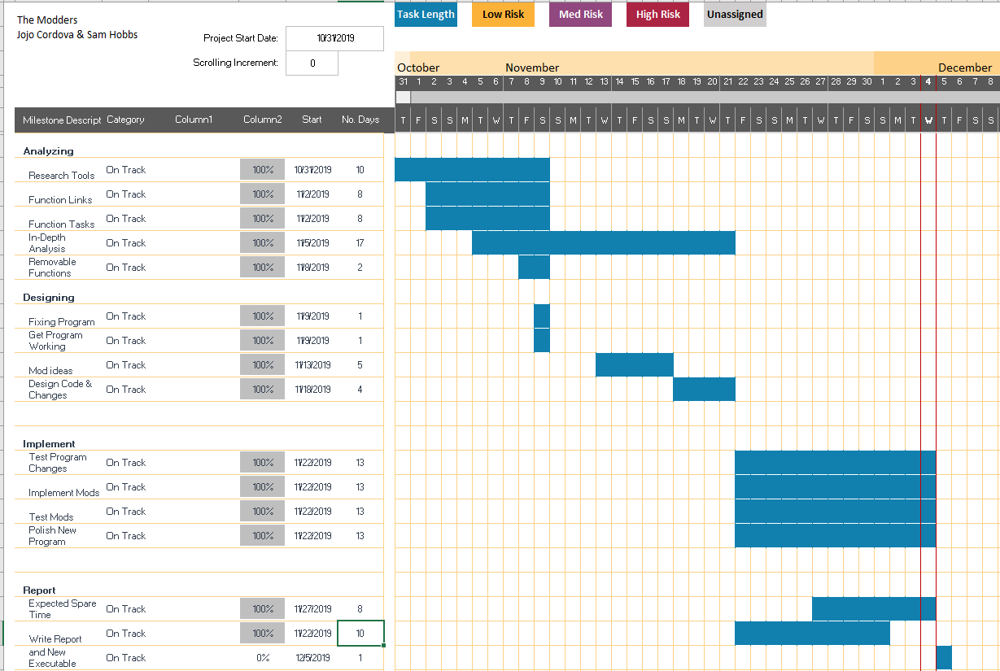 The Modders
Jojo Cordova & Sam Hobbs
Task Length Low Risk Med Risk High Risk Unassigned
Project Start Date: 10/31/2019
Scrolling Increment: 0
October November December
31 1 2 3 4 5 6 7 8 9 10 11 12 13 14 15 16 17 18 19 20 21 22 23 24 25 26 27 28 29 30 1 2 3 4 5 6 7 8
Milestone Descript Category Column1 Column2 Start No. Days T F S S M T W T F S S M T W T F S S M T W T F S S M T W T F S S M T W T F S S
Analyzing
Research Tools On Track 100% 10/31/2019 10
Function Links On Track 100% 11/2/2019 8
Function Tasks On Track 100% 11/2/2019 8
In-Depth
Analysis On Track 100% 11/5/2019 17
Removable
Functions On Track 100% 11/8/2019 2
Designing
Fixing Program On Track 100% 11/9/2019 1
Get Program
Working On Track 100% 11/9/2019 1
Mod ideas On Track 100% 11/13/2019 5
Design Code &
Changes On Track 100% 11/18/2019 4
Implement
Test Program
Changes On Track 100% 11/22/2019 13
Implement Mods On Track 100% 11/22/2019 13
Test Mods On Track 100% 11/22/2019 13
Polish New
Program On Track 100% 11/22/2019 13
Report
Expected Spare
Time On Track 100% 11/27/2019 8
Write Report On Track 100% 11/22/2019 10
and New
Executable On Track 0% 12/5/2019 1